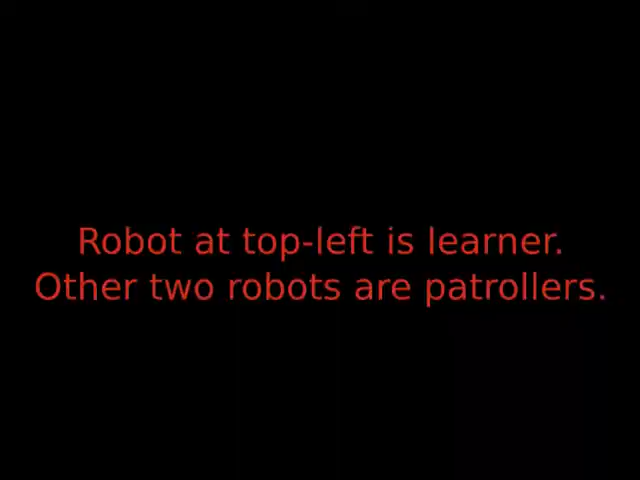 Robot at top-left is learner.
Other two robots are patrollers.